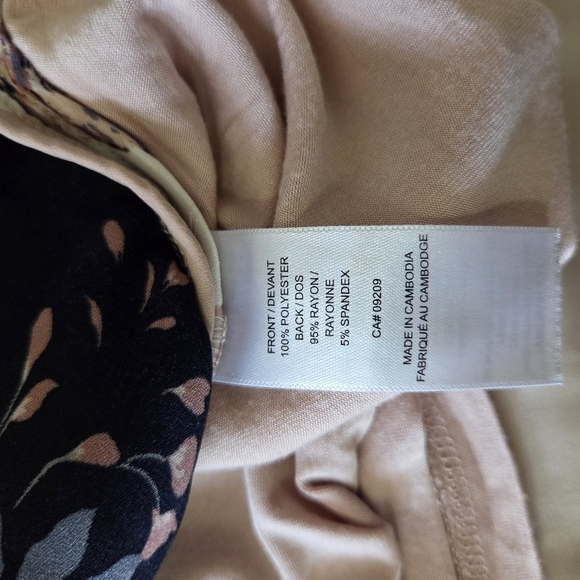 FRONT / DEVANT
100% POLYESTER
BACK / DOS
95% RAYON /
RAYONNE
5% SPANDEX
CA# 09209
MADE IN CAMBODIA
FABRIQUÉ AU CAMBODGE